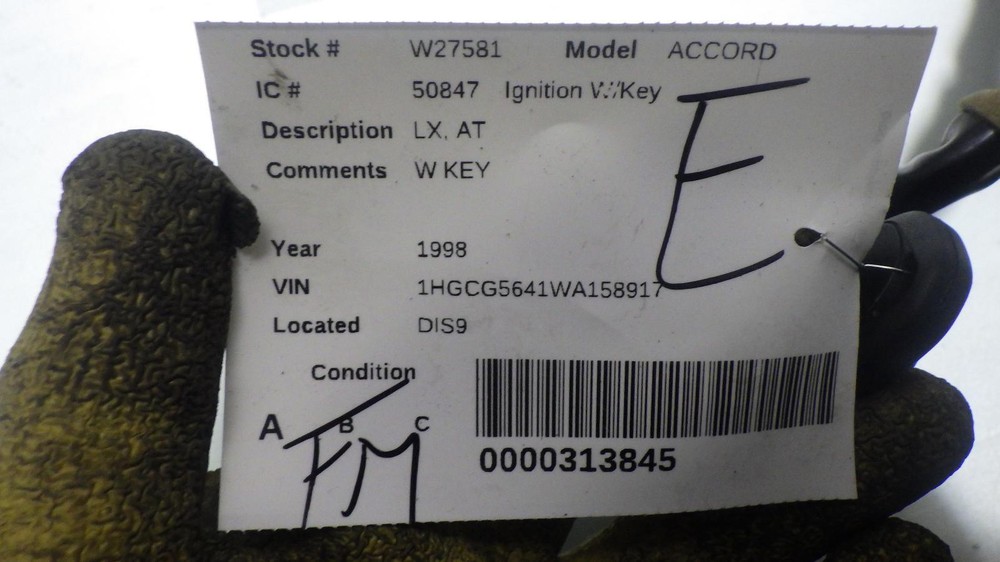 Stock # W27581 Model ACCORD
IC # 50847 Ignition W/Key
Description LX, AT
Comments W KEY
E
Year 1998
VIN 1HGCG5641WA158917
Located DIS9
Condition
A B C
FM
0000313845